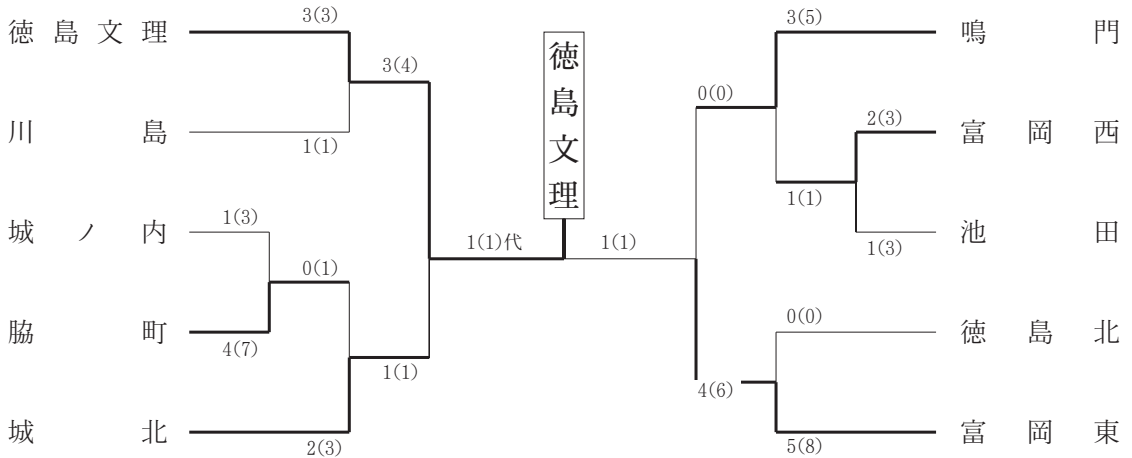 徳島文理
3(3)
3(4)
川島
1(1)
城ノ内
1(3)
0(1)
脇町
4(7)
1(1)
城北
2(3)
1(1)代
徳島文理
1(1)
3(5)
鳴門
0(0)
2(3)
富岡西
1(1)
池田
1(3)
0(0)
徳島北
4(6)
富岡東
5(8)